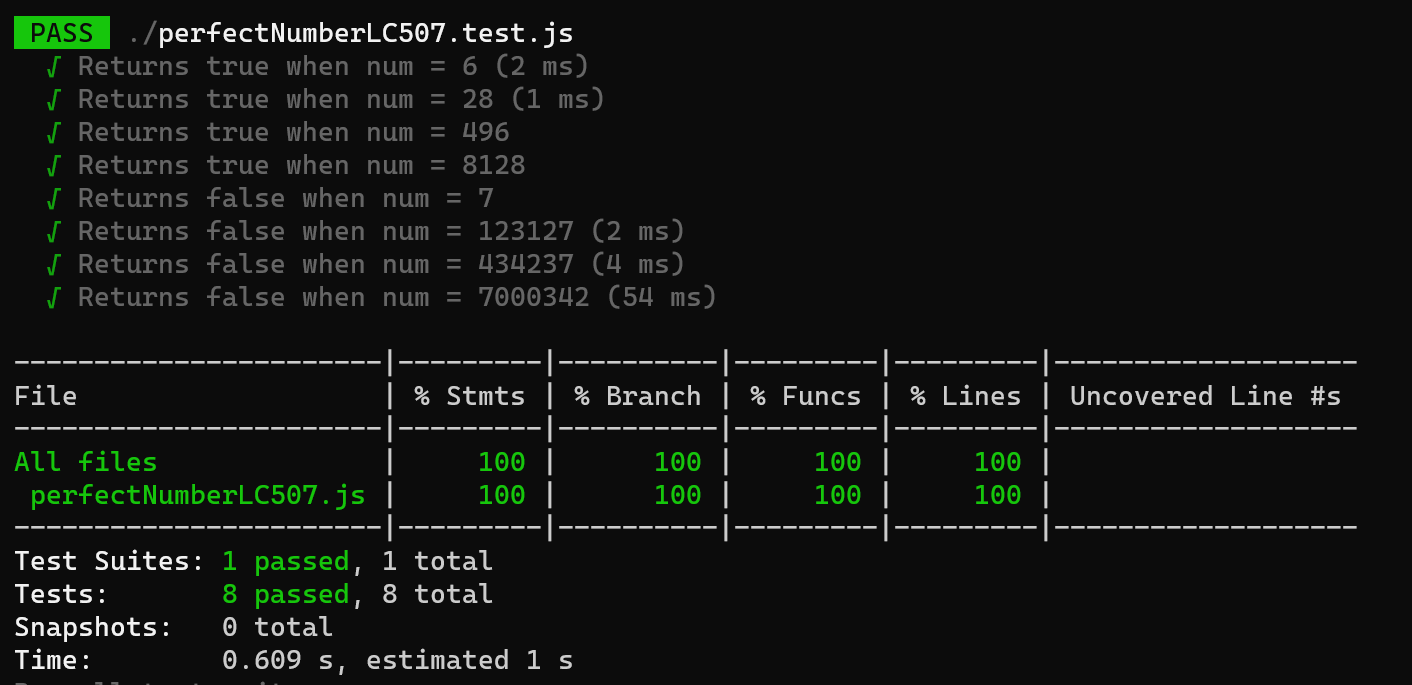 PASS ./perfectNumberLC507.test.js
√ Returns true when num = 6 (2 ms)
√ Returns true when num = 28 (1 ms)
√ Returns true when num = 496
√ Returns true when num = 8128
√ Returns false when num = 7
√ Returns false when num = 123127 (2 ms)
√ Returns false when num = 434237 (4 ms)
√ Returns false when num = 7000342 (54 ms)
-----------------------|---------|----------|---------|---------|-------------------
File                   | % Stmts | % Branch | % Funcs | % Lines | Uncovered Line #s
-----------------------|---------|----------|---------|---------|-------------------
All files              |     100 |      100 |     100 |     100 |
 perfectNumberLC507.js |     100 |      100 |     100 |     100 |
-----------------------|---------|----------|---------|---------|-------------------
Test Suites: 1 passed, 1 total
Tests:       8 passed, 8 total
Snapshots:   0 total
Time:        0.609 s, estimated 1 s